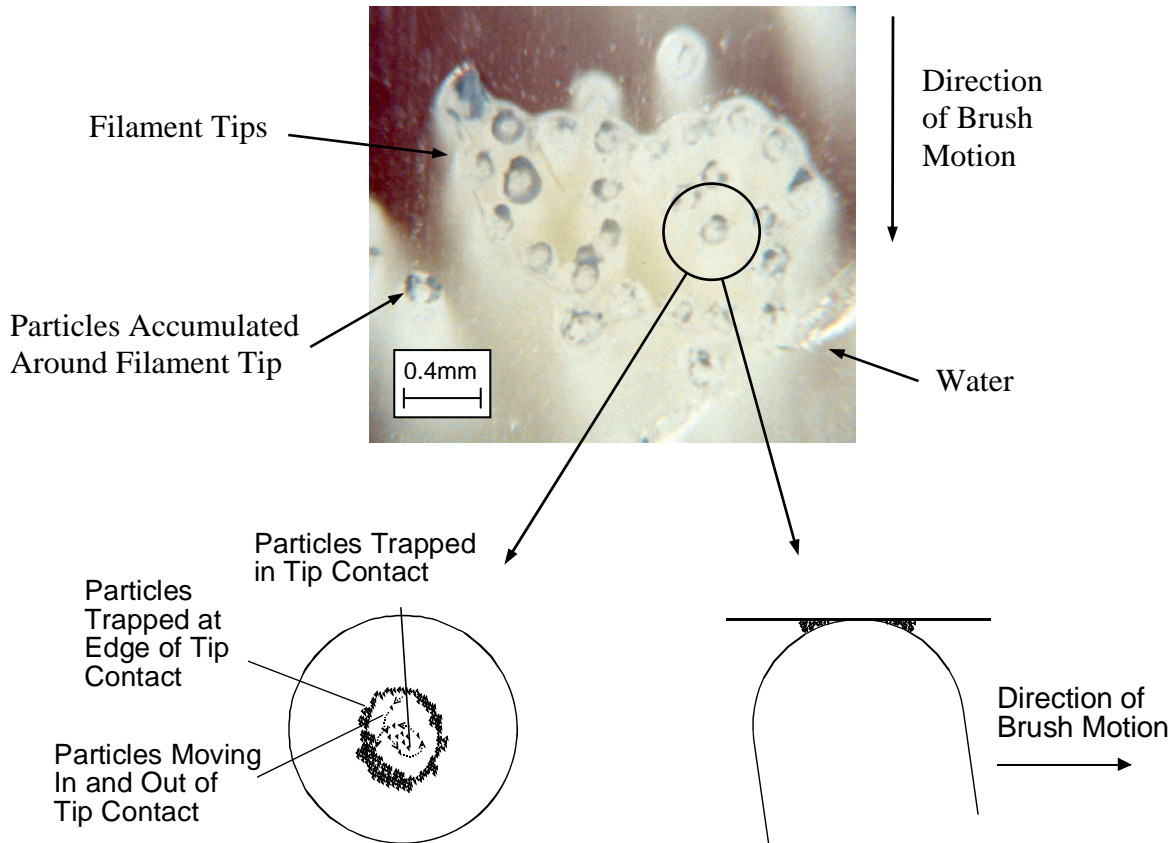 Filament Tips
Direction
of Brush
Motion
Particles Accumulated
Around Filament Tip
0.4mm
Water
Particles Trapped
in Tip Contact
Particles
Trapped at
Edge of Tip
Contact
Particles Moving
In and Out of
Tip Contact
Direction of
Brush Motion